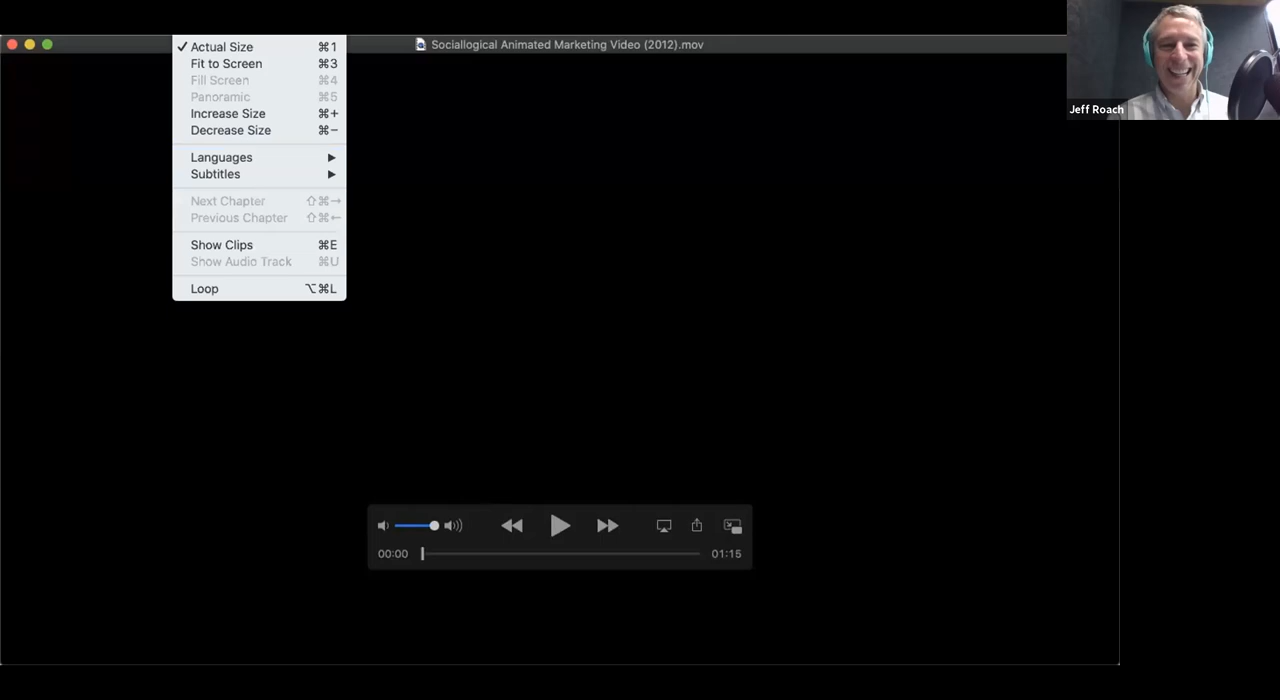 Sociallogical Animated Marketing Video (2012).mov
✓ Actual Size ⌘1
Fit to Screen ⌘3
Fill Screen ⌘4
Panoramic ⌘5
Increase Size ⌘+
Decrease Size ⌘−
Languages ▶
Subtitles ▶
Next Chapter ⇧⌘→
Previous Chapter ⇧⌘←
Show Clips ⌘E
Show Audio Track ⌘U
Loop ⌥⌘L
Jeff Roach
00:00 01:15